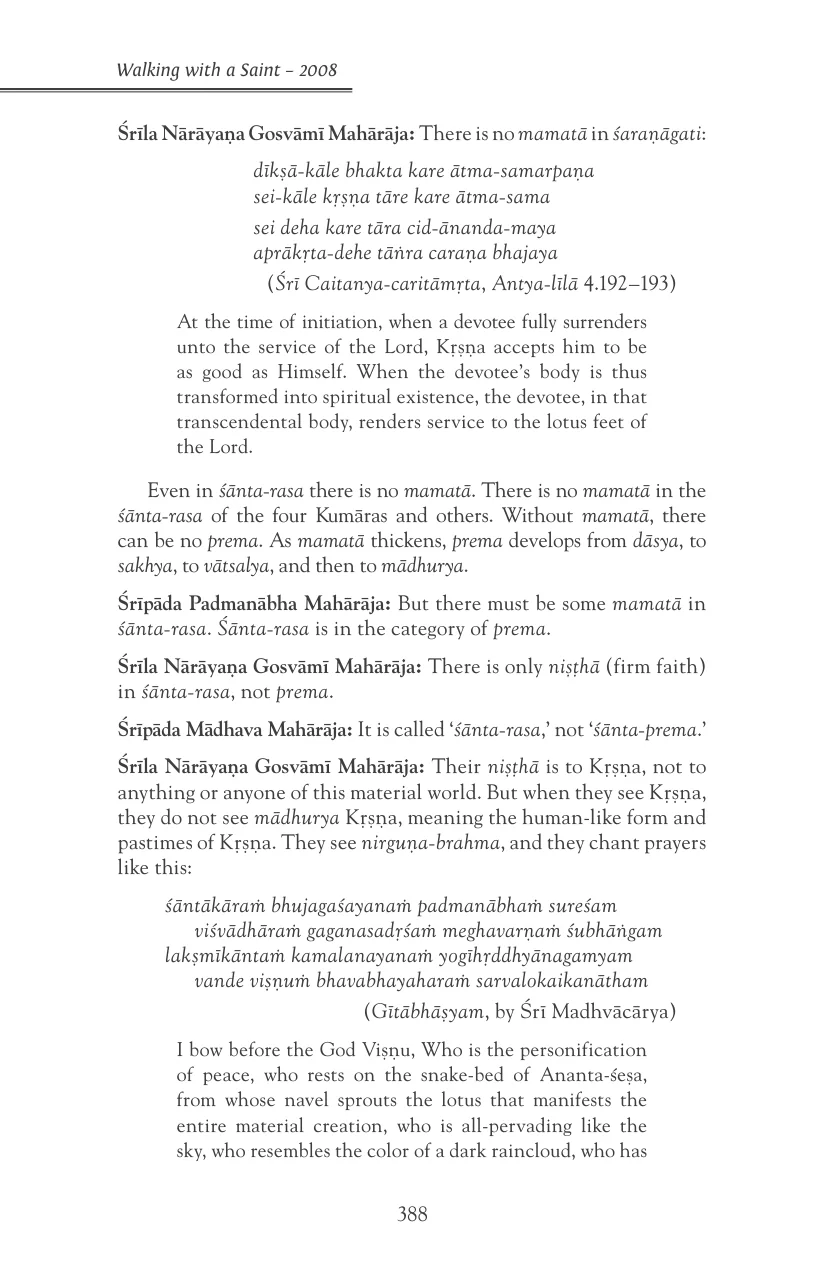 Walking with a Saint – 2008
Śrīla Nārāyaṇa Gosvāmī Mahārāja: There is no mamatā in śaraṇāgati:
dīkṣā-kāle bhakta kare ātma-samarpaṇa
sei-kāle kṛṣṇa tāre kare ātma-sama
sei deha kare tāra cid-ānanda-maya
aprākṛta-dehe tāṅra caraṇa bhajaya
(Śrī Caitanya-caritāmṛta, Antya-līlā 4.192–193)
At the time of initiation, when a devotee fully surrenders
unto the service of the Lord, Kṛṣṇa accepts him to be
as good as Himself. When the devotee’s body is thus
transformed into spiritual existence, the devotee, in that
transcendental body, renders service to the lotus feet of
the Lord.
Even in śānta-rasa there is no mamatā. There is no mamatā in the
śānta-rasa of the four Kumāras and others. Without mamatā, there
can be no prema. As mamatā thickens, prema develops from dāsya, to
sakhya, to vātsalya, and then to mādhurya.
Śrīpāda Padmanābha Mahārāja: But there must be some mamatā in
śānta-rasa. Śānta-rasa is in the category of prema.
Śrīla Nārāyaṇa Gosvāmī Mahārāja: There is only niṣṭhā (firm faith)
in śānta-rasa, not prema.
Śrīpāda Mādhava Mahārāja: It is called ‘śānta-rasa,’ not ‘śānta-prema.’
Śrīla Nārāyaṇa Gosvāmī Mahārāja: Their niṣṭhā is to Kṛṣṇa, not to
anything or anyone of this material world. But when they see Kṛṣṇa,
they do not see mādhurya Kṛṣṇa, meaning the human-like form and
pastimes of Kṛṣṇa. They see nirguṇa-brahma, and they chant prayers
like this:
śāntākāraṁ bhujagaśayanaṁ padmanābhaṁ sureśam
viśvādhāraṁ gaganasadṛśaṁ meghavarṇaṁ śubhāṅgam
lakṣmīkāntaṁ kamalanayanaṁ yogīhṛddhyānagamyam
vande viṣṇuṁ bhavabhayaharaṁ sarvalokaikanātham
(Gītābhāṣyam, by Śrī Madhvācārya)
I bow before the God Viṣṇu, Who is the personification
of peace, who rests on the snake-bed of Ananta-śeṣa,
from whose navel sprouts the lotus that manifests the
entire material creation, who is all-pervading like the
sky, who resembles the color of a dark raincloud, who has
388